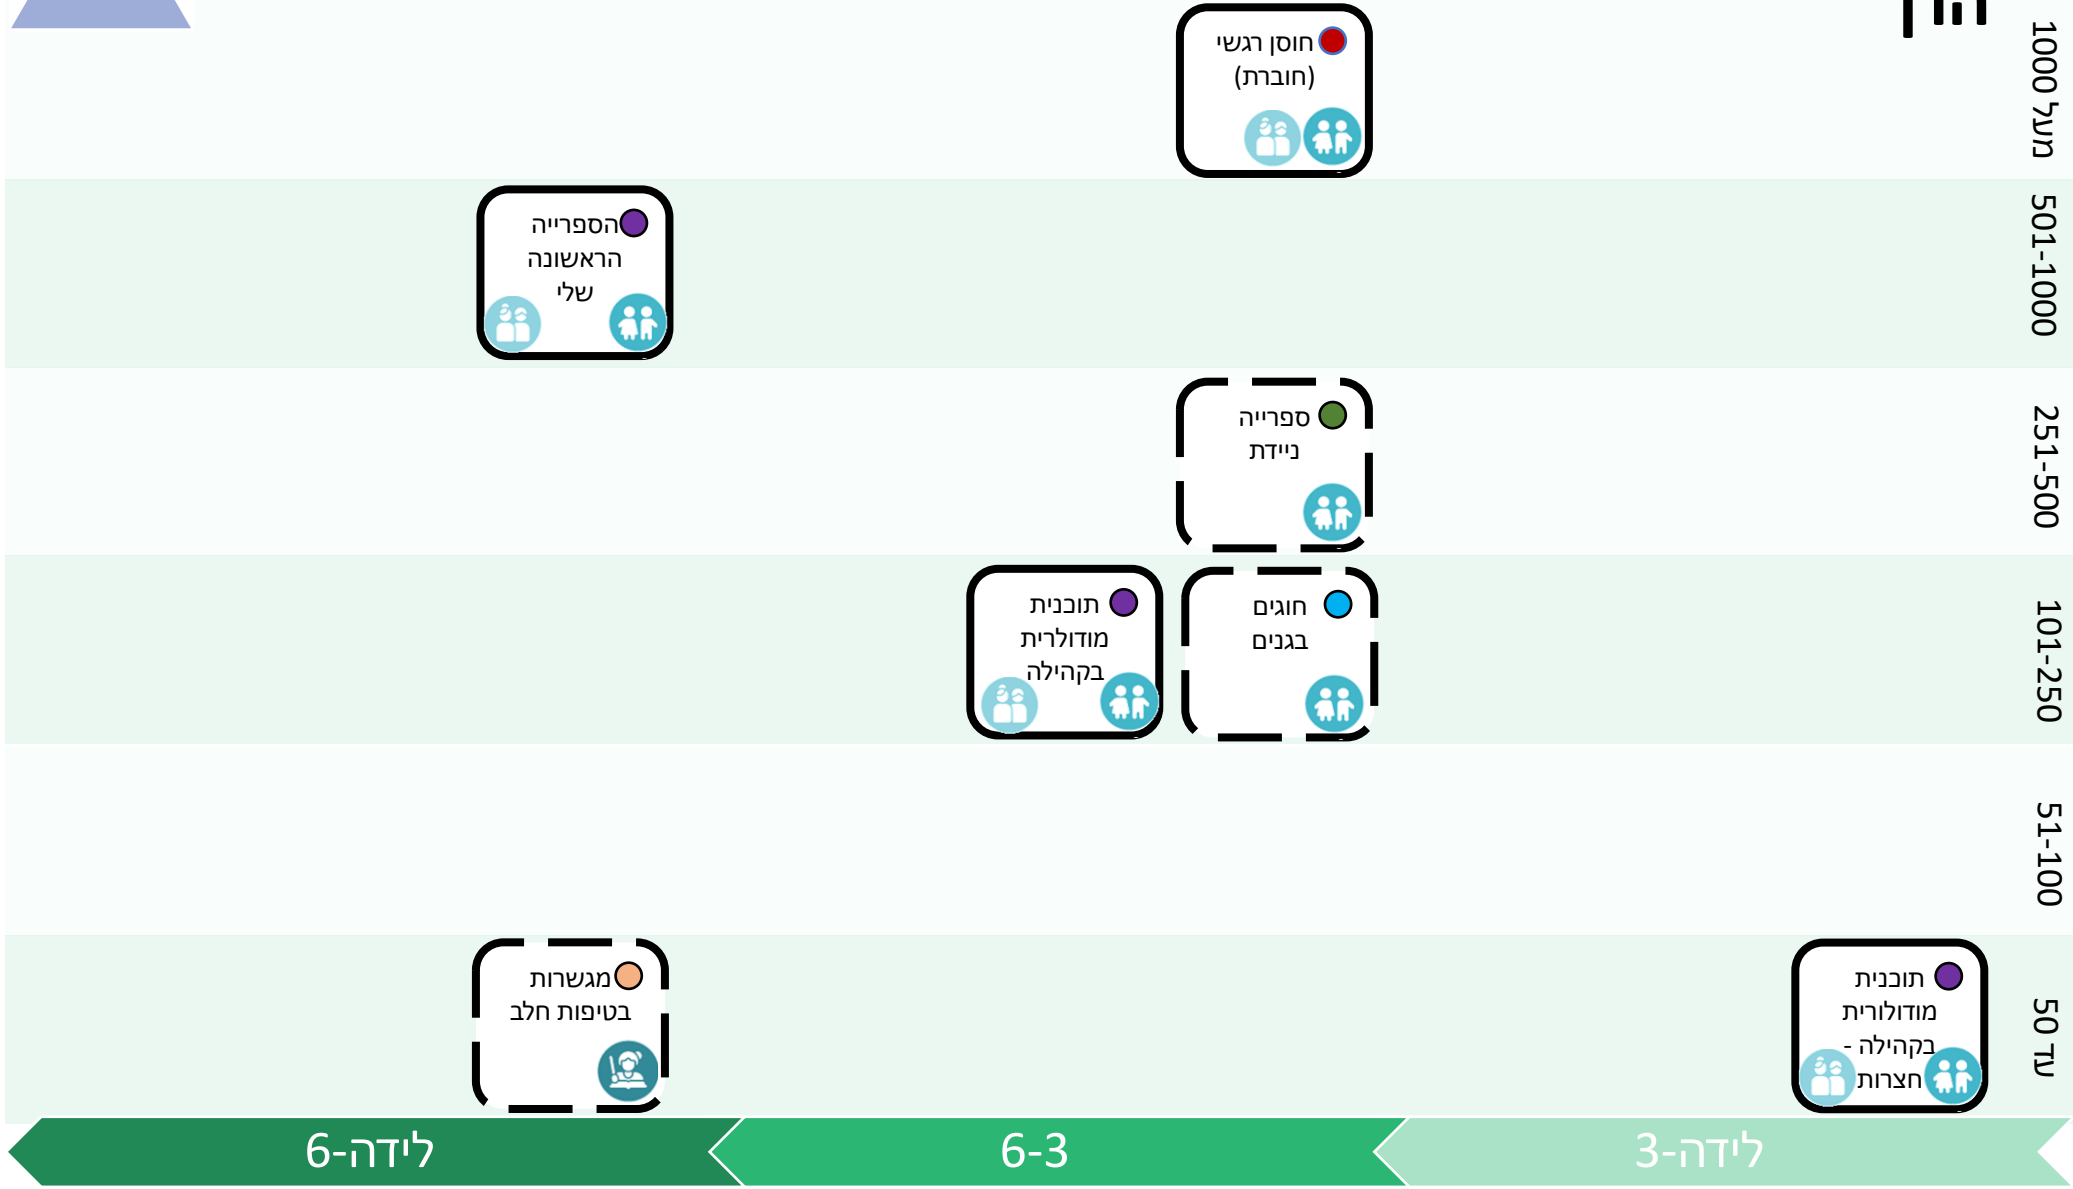 מעל 1000
חוסן רגשי
(חוברת)
501-1000
הספרייה
הראשונה
שלי
251-500
ספרייה
ניידת
101-250
חוגים
בגנים
תוכנית
מודולרית
בקהילה
51-100
עד 50
תוכנית
מודולורית
בקהילה -
חצרות
מגשרות
בטיפות חלב
לידה-3
6-3
לידה-6